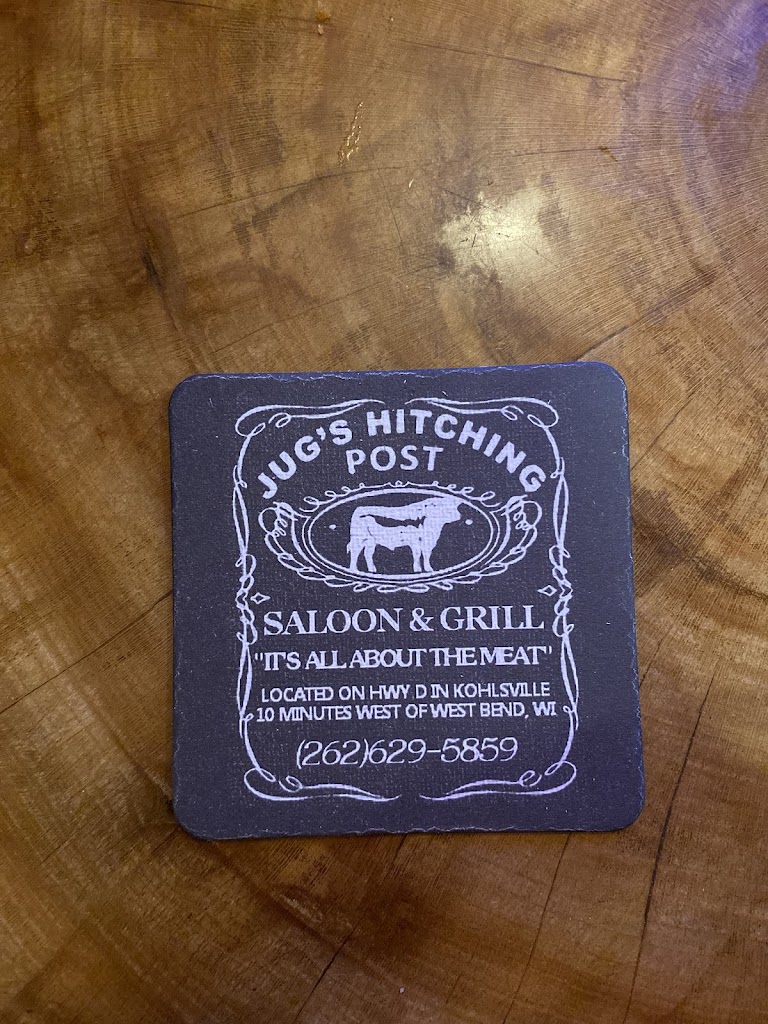 JUG'S HITCHING
POST
SALOON & GRILL
"IT'S ALL ABOUT THE MEAT"
LOCATED ON HWY D IN KOHLSVILLE
10 MINUTES WEST OF WEST BEND, WI
(262)629-5859